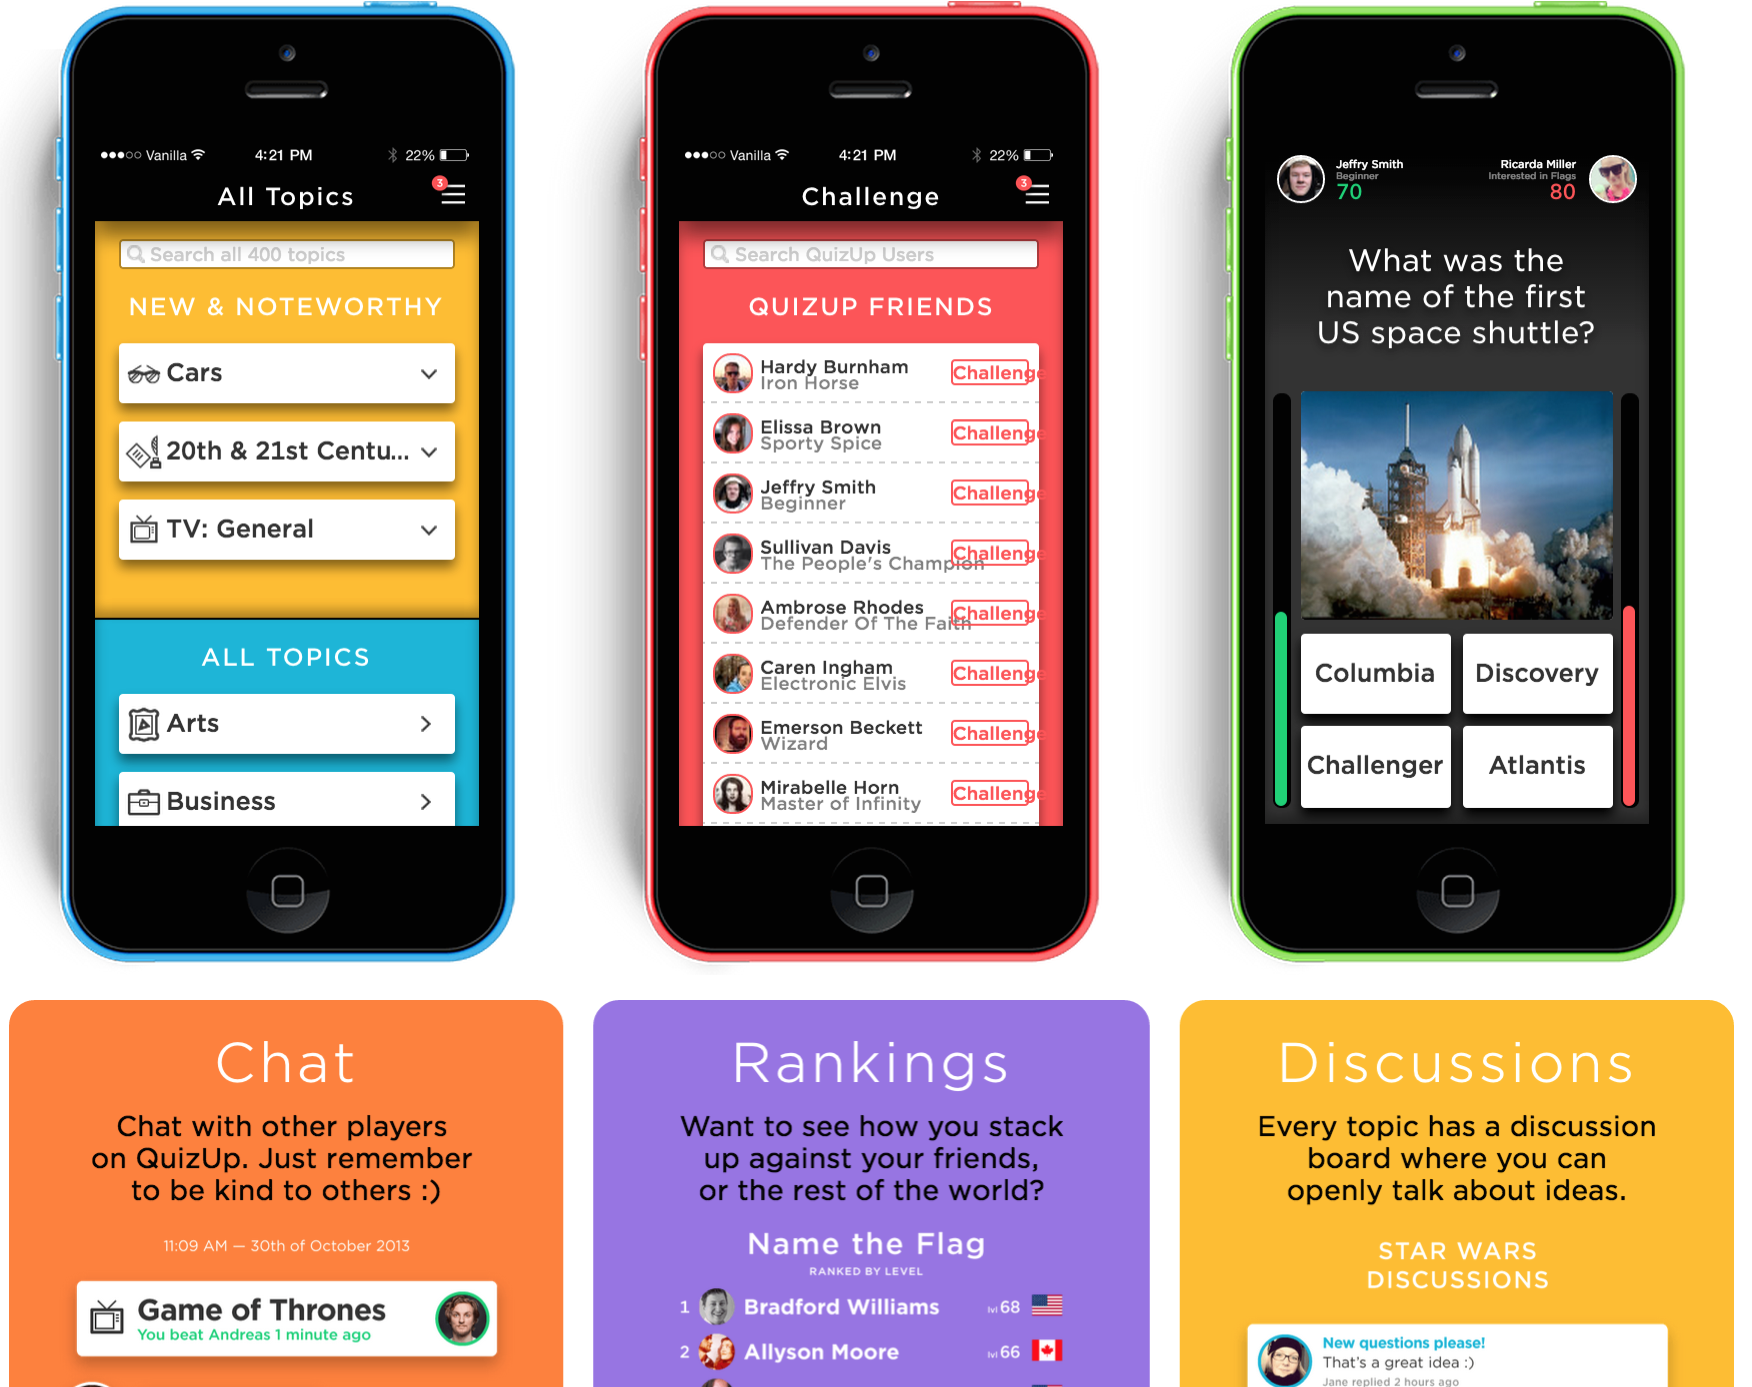 Vanilla 4:21 PM 22%
All Topics 3
Search all 400 topics
NEW & NOTEWORTHY
Cars
20th & 21st Centu...
TV: General
ALL TOPICS
Arts
Business
Vanilla 4:21 PM 22%
Challenge 3
Search QuizUp Users
QUIZUP FRIENDS
Hardy Burnham
Iron Horse
Challenge
Elissa Brown
Sporty Spice
Challenge
Jeffry Smith
Beginner
Challenge
Sullivan Davis
The People's Champion
Challenge
Ambrose Rhodes
Defender Of The Faith
Challenge
Caren Ingham
Electronic Elvis
Challenge
Emerson Beckett
Wizard
Challenge
Mirabelle Horn
Master of Infinity
Challenge
Jeffry Smith
Beginner
70
Ricarda Miller
Interested in Flags
80
What was the
name of the first
US space shuttle?
Columbia
Discovery
Challenger
Atlantis
Chat
Chat with other players
on QuizUp. Just remember
to be kind to others :)
11:09 AM — 30th of October 2013
Game of Thrones
You beat Andreas 1 minute ago
Rankings
Want to see how you stack
up against your friends,
or the rest of the world?
Name the Flag
RANKED BY LEVEL
1 Bradford Williams lvl 68
2 Allyson Moore lvl 66
Discussions
Every topic has a discussion
board where you can
openly talk about ideas.
STAR WARS
DISCUSSIONS
New questions please!
That's a great idea :)
Jane replied 2 hours ago